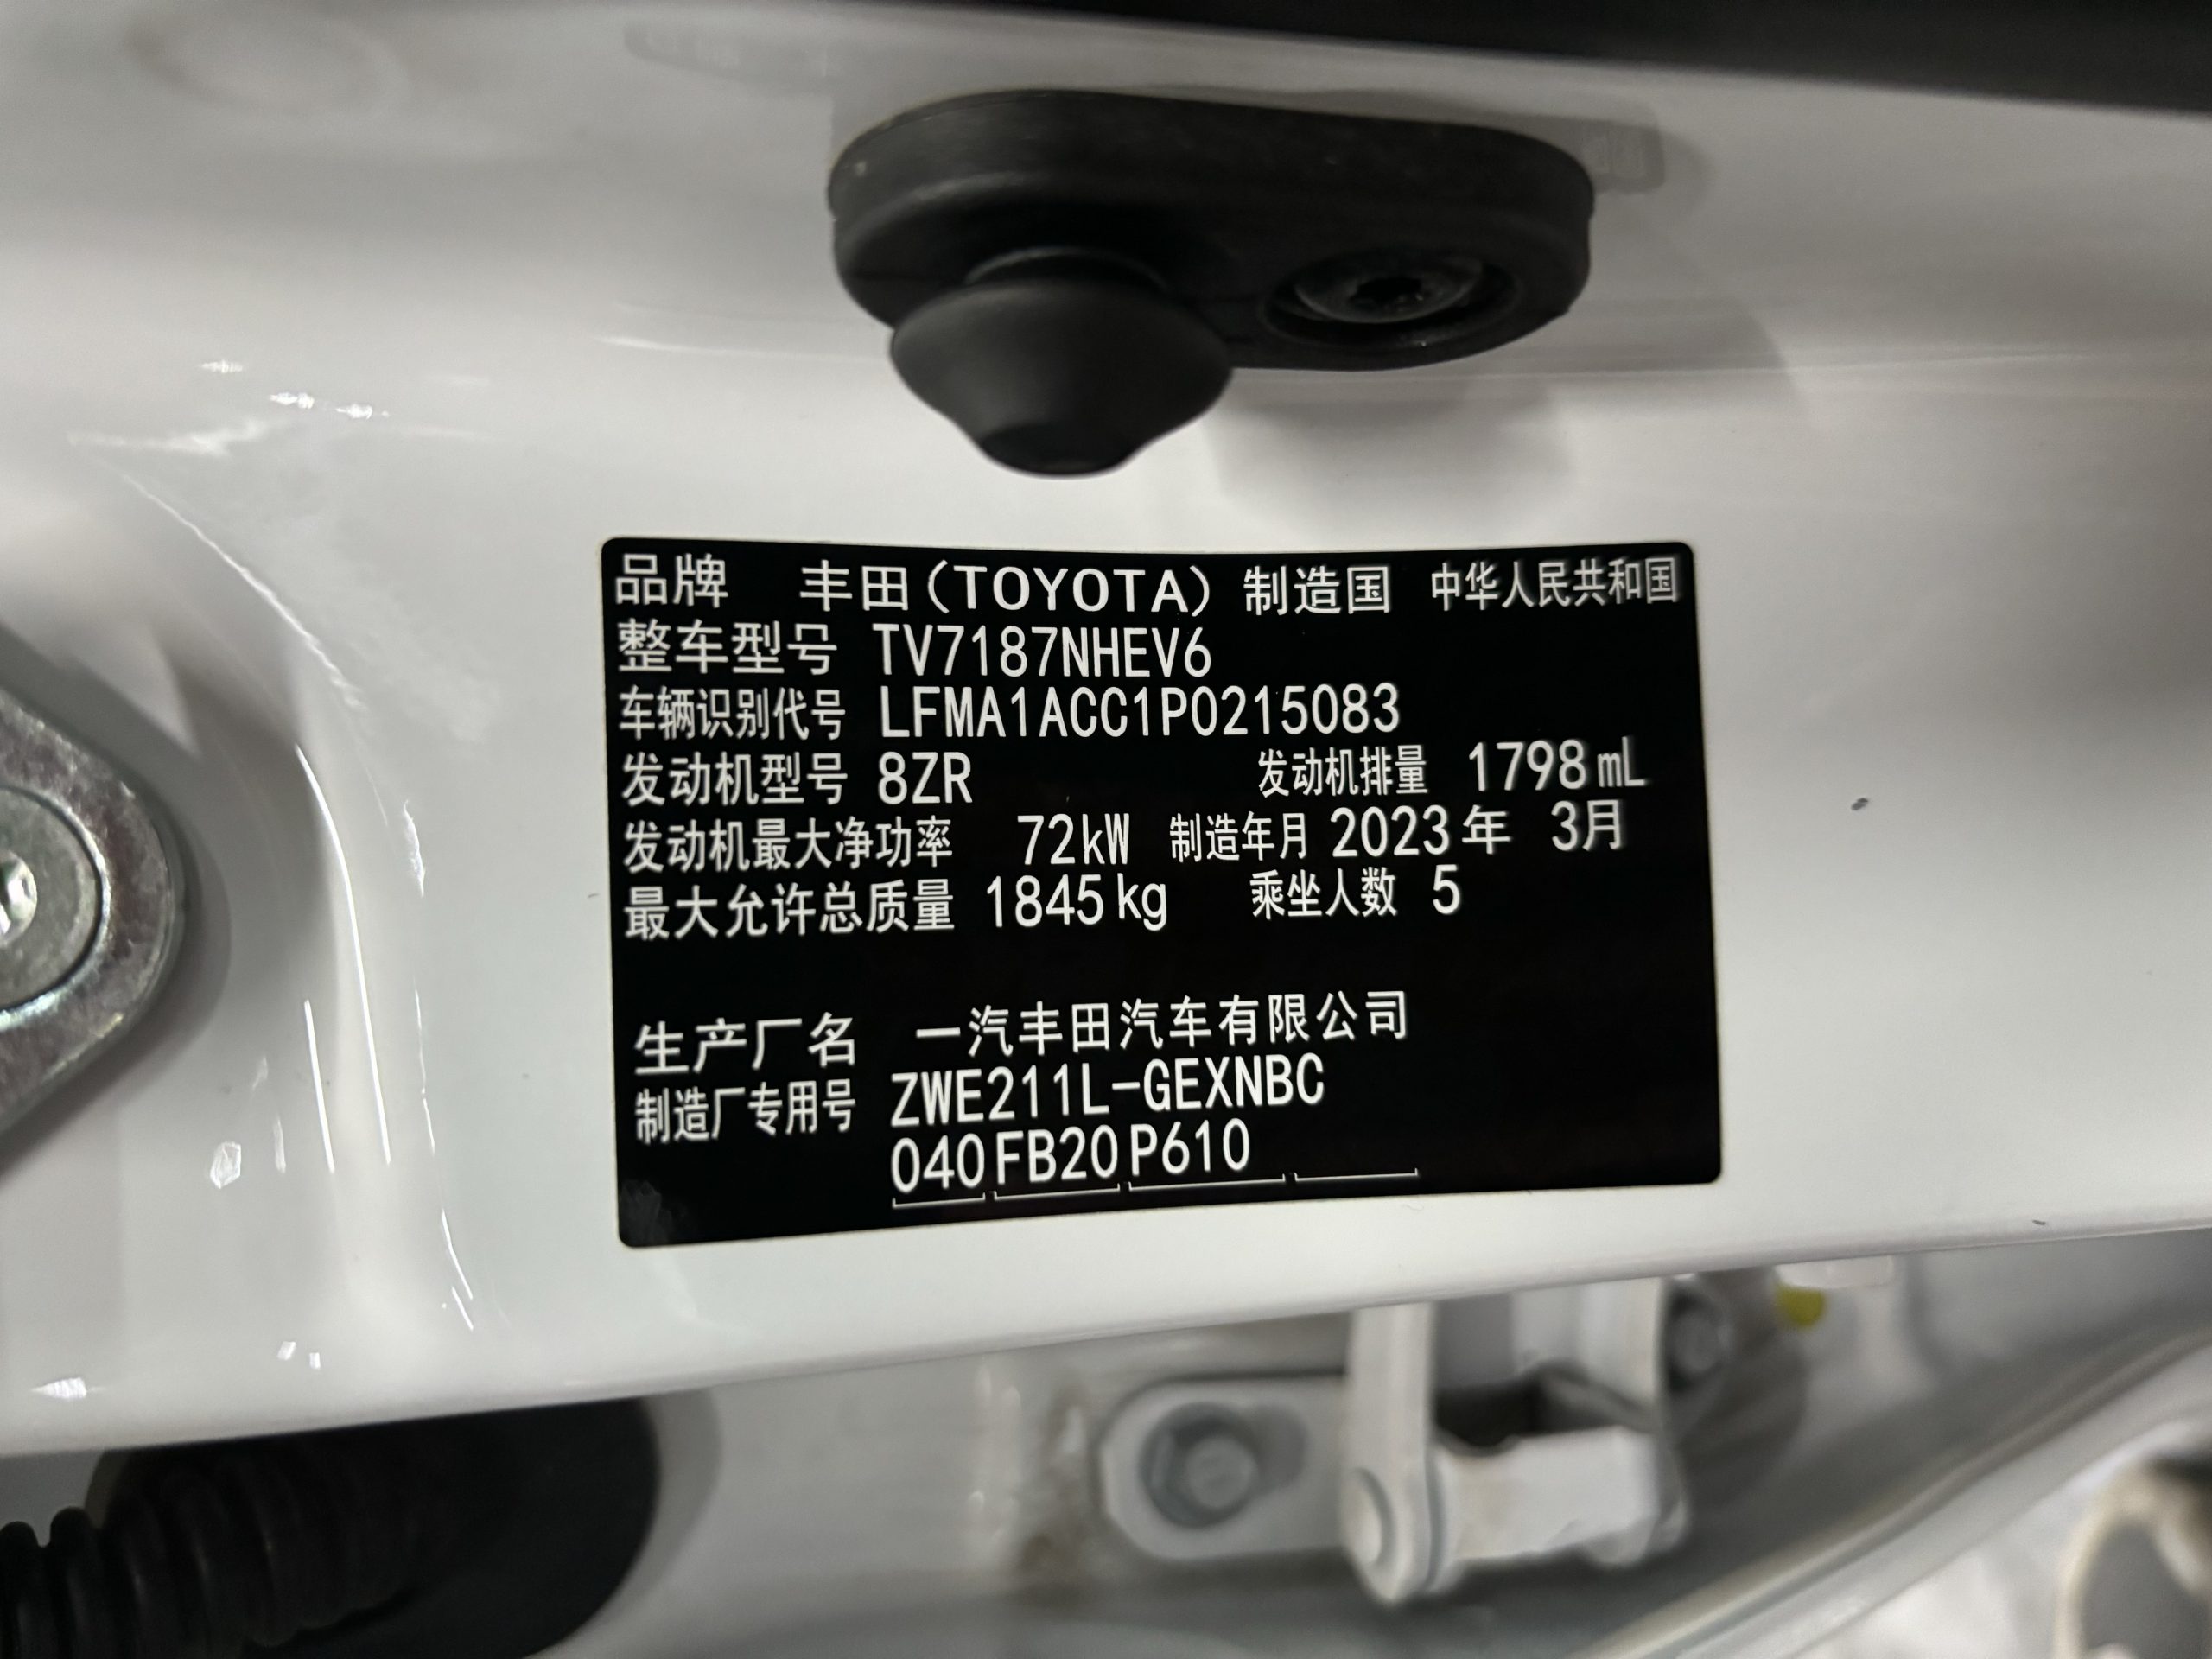 品牌 丰田(TOYOTA) 制造国 中华人民共和国
整车型号 TV7187NHEV6
车辆识别代号 LFMA1ACC1P0215083
发动机型号 8ZR 发动机排量 1798mL
发动机最大净功率 72kW 制造年月 2023年 3月
最大允许总质量 1845kg 乘坐人数 5
生产厂名 一汽丰田汽车有限公司
制造厂专用号 ZWE211L-GEXNBC
040 FB20 P610